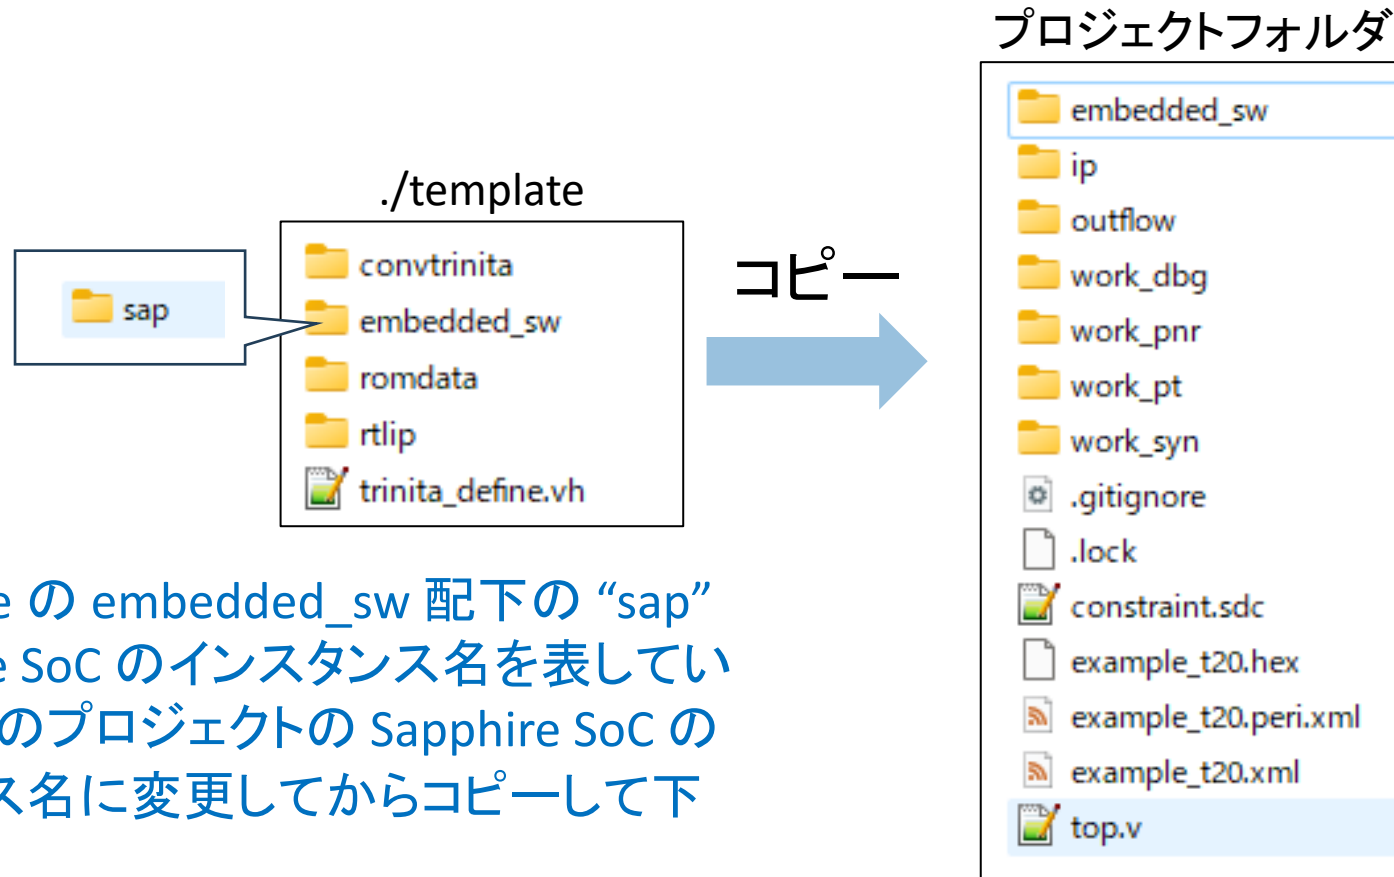 プロジェクトフォルダ
embedded_sw
ip
outflow
work_dbg
work_pnr
work_pt
work_syn
.gitignore
.lock
constraint.sdc
example_t20.hex
example_t20.peri.xml
example_t20.xml
top.v
./template
convtrinita
embedded_sw
romdata
rtlip
trinita_define.vh
sap
コピー
e の embedded_sw 配下の “sap”
e SoC のインスタンス名を表してい
のプロジェクトの Sapphire SoC の
ス名に変更してからコピーして下